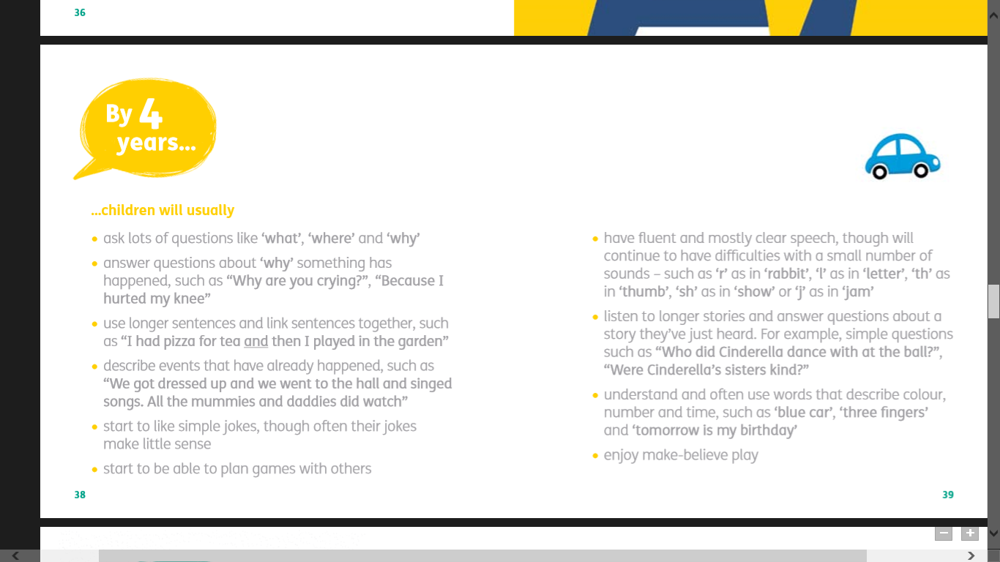 36
By 4
years...
...children will usually
• ask lots of questions like ‘what’, ‘where’ and ‘why’
• answer questions about ‘why’ something has
happened, such as “Why are you crying?”, “Because I
hurted my knee”
• use longer sentences and link sentences together, such
as “I had pizza for tea and then I played in the garden”
• describe events that have already happened, such as
“We got dressed up and we went to the hall and singed
songs. All the mummies and daddies did watch”
• start to like simple jokes, though often their jokes
make little sense
• start to be able to plan games with others
38
• have fluent and mostly clear speech, though will
continue to have difficulties with a small number of
sounds – such as ‘r’ as in ‘rabbit’, ‘l’ as in ‘letter’, ‘th’ as
in ‘thumb’, ‘sh’ as in ‘show’ or ‘j’ as in ‘jam’
• listen to longer stories and answer questions about a
story they’ve just heard. For example, simple questions
such as “Who did Cinderella dance with at the ball?”,
“Were Cinderella’s sisters kind?”
• understand and often use words that describe colour,
number and time, such as ‘blue car’, ‘three fingers’
and ‘tomorrow is my birthday’
• enjoy make-believe play
39